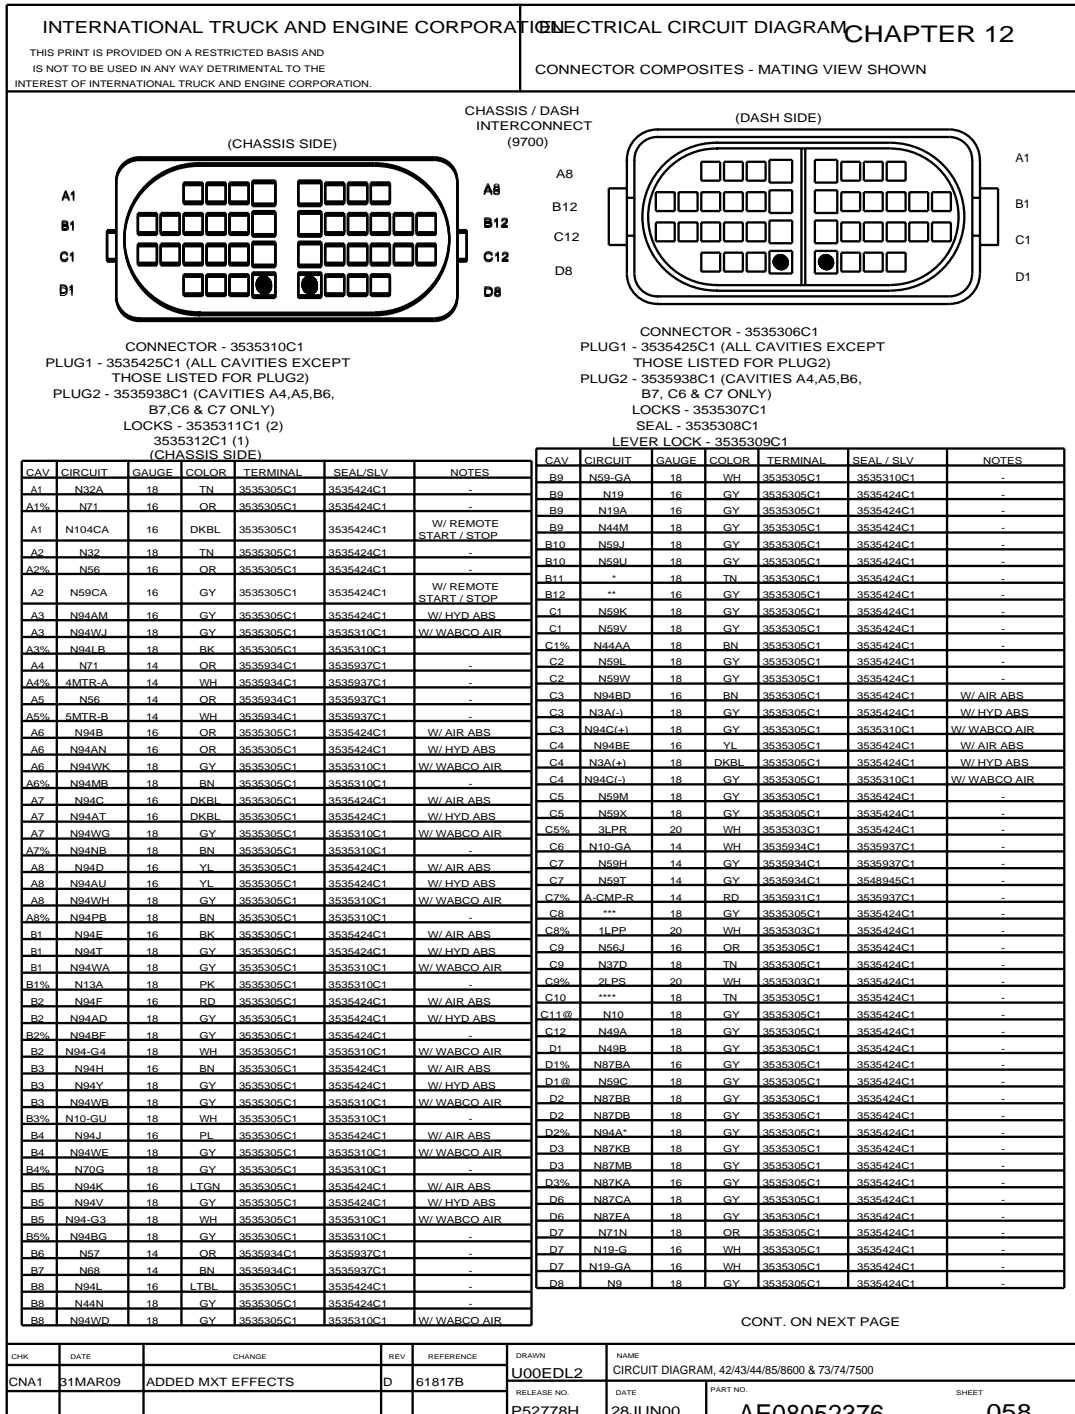 INTERNATIONAL TRUCK AND ENGINE CORPORATION
THIS PRINT IS PROVIDED ON A RESTRICTED BASIS AND
IS NOT TO BE USED IN ANY WAY DETRIMENTAL TO THE
INTEREST OF INTERNATIONAL TRUCK AND ENGINE CORPORATION.
ELECTRICAL CIRCUIT DIAGRAM CHAPTER 12
CONNECTOR COMPOSITES - MATING VIEW SHOWN
CHASSIS / DASH
INTERCONNECT
(9700)
(CHASSIS SIDE)
A1 A8
B1 B12
C1 C12
D1 D8
(DASH SIDE)
A8 A1
B12 B1
C12 C1
D8 D1
CONNECTOR - 3535310C1
PLUG1 - 3535425C1 (ALL CAVITIES EXCEPT
THOSE LISTED FOR PLUG2)
PLUG2 - 3535938C1 (CAVITIES A4,A5,B6,
B7,C6 & C7 ONLY)
LOCKS - 3535311C1 (2)
3535312C1 (1)
(CHASSIS SIDE)
CONNECTOR - 3535306C1
PLUG1 - 3535425C1 (ALL CAVITIES EXCEPT
THOSE LISTED FOR PLUG2)
PLUG2 - 3535938C1 (CAVITIES A4,A5,B6,
B7, C6 & C7 ONLY)
LOCKS - 3535307C1
SEAL - 3535308C1
LEVER LOCK - 3535309C1
CAV CIRCUIT GAUGE COLOR TERMINAL SEAL/SLV NOTES
A1 N32A 18 TN 3535305C1 3535424C1 -
A1% N71 16 OR 3535305C1 3535424C1 -
A1 N104CA 16 DKBL 3535305C1 3535424C1 W/ REMOTE START / STOP
A2 N32 18 TN 3535305C1 3535424C1 -
A2% N56 16 OR 3535305C1 3535424C1 -
A2 N59CA 16 GY 3535305C1 3535424C1 W/ REMOTE START / STOP
A3 N94AM 16 GY 3535305C1 3535424C1 W/ HYD ABS
A3 N94WJ 18 GY 3535305C1 3535310C1 W/ WABCO AIR
A3% N94LB 18 BK 3535305C1 3535310C1
A4 N71 14 OR 3535934C1 3535937C1 -
A4% 4MTR-A 14 WH 3535934C1 3535937C1 -
A5 N56 14 OR 3535934C1 3535937C1 -
A5% 5MTR-B 14 WH 3535934C1 3535937C1 -
A6 N94B 16 OR 3535305C1 3535424C1 W/ AIR ABS
A6 N94AN 16 OR 3535305C1 3535424C1 W/ HYD ABS
A6 N94WK 18 GY 3535305C1 3535310C1 W/ WABCO AIR
A6% N94MB 18 BN 3535305C1 3535310C1 -
A7 N94C 16 DKBL 3535305C1 3535424C1 W/ AIR ABS
A7 N94AT 16 DKBL 3535305C1 3535424C1 W/ HYD ABS
A7 N94WG 18 GY 3535305C1 3535310C1 W/ WABCO AIR
A7% N94NB 18 BN 3535305C1 3535310C1 -
A8 N94D 16 YL 3535305C1 3535424C1 W/ AIR ABS
A8 N94AU 16 YL 3535305C1 3535424C1 W/ HYD ABS
A8 N94WH 18 GY 3535305C1 3535310C1 W/ WABCO AIR
A8% N94PB 18 BN 3535305C1 3535310C1 -
B1 N94E 16 BK 3535305C1 3535424C1 W/ AIR ABS
B1 N94T 18 GY 3535305C1 3535424C1 W/ HYD ABS
B1 N94WA 18 GY 3535305C1 3535310C1 W/ WABCO AIR
B1% N13A 18 PK 3535305C1 3535310C1 -
B2 N94F 16 RD 3535305C1 3535424C1 W/ AIR ABS
B2 N94AD 18 GY 3535305C1 3535424C1 W/ HYD ABS
B2% N94BF 18 GY 3535305C1 3535424C1 -
B2 N94-G4 18 WH 3535305C1 3535310C1 W/ WABCO AIR
B3 N94H 16 BN 3535305C1 3535424C1 W/ AIR ABS
B3 N94Y 18 GY 3535305C1 3535424C1 W/ HYD ABS
B3 N94WB 18 GY 3535305C1 3535310C1 W/ WABCO AIR
B3% N10-GU 18 WH 3535305C1 3535310C1 -
B4 N94J 16 PL 3535305C1 3535424C1 W/ AIR ABS
B4 N94WE 18 GY 3535305C1 3535310C1 W/ WABCO AIR
B4% N70G 18 GY 3535305C1 3535310C1 -
B5 N94K 16 LTGN 3535305C1 3535424C1 W/ AIR ABS
B5 N94V 18 GY 3535305C1 3535424C1 W/ HYD ABS
B5 N94-G3 18 WH 3535305C1 3535310C1 W/ WABCO AIR
B5% N94BG 18 GY 3535305C1 3535310C1 -
B6 N57 14 OR 3535934C1 3535937C1 -
B7 N68 14 BN 3535934C1 3535937C1 -
B8 N94L 16 LTBL 3535305C1 3535424C1 -
B8 N44N 18 GY 3535305C1 3535424C1 -
B8 N94WD 18 GY 3535305C1 3535310C1 W/ WABCO AIR
CAV CIRCUIT GAUGE COLOR TERMINAL SEAL / SLV NOTES
B9 N59-GA 18 WH 3535305C1 3535310C1 -
B9 N19 16 GY 3535305C1 3535424C1 -
B9 N19A 16 GY 3535305C1 3535424C1 -
B9 N44M 18 GY 3535305C1 3535424C1 -
B10 N59J 18 GY 3535305C1 3535424C1 -
B10 N59U 18 GY 3535305C1 3535424C1 -
B11 * 18 TN 3535305C1 3535424C1 -
B12 ** 16 GY 3535305C1 3535424C1 -
C1 N59K 18 GY 3535305C1 3535424C1 -
C1 N59V 18 GY 3535305C1 3535424C1 -
C1% N44AA 18 BN 3535305C1 3535424C1 -
C2 N59L 18 GY 3535305C1 3535424C1 -
C2 N59W 18 GY 3535305C1 3535424C1 -
C3 N94BD 16 BN 3535305C1 3535424C1 W/ AIR ABS
C3 N3A(-) 18 GY 3535305C1 3535424C1 W/ HYD ABS
C3 N94C(+) 18 GY 3535305C1 3535310C1 W/ WABCO AIR
C4 N94BE 16 YL 3535305C1 3535424C1 W/ AIR ABS
C4 N3A(+) 18 DKBL 3535305C1 3535424C1 W/ HYD ABS
C4 N94C(-) 18 GY 3535305C1 3535310C1 W/ WABCO AIR
C5 N59M 18 GY 3535305C1 3535424C1 -
C5 N59X 18 GY 3535305C1 3535424C1 -
C5% 3LPR 20 WH 3535303C1 3535424C1 -
C6 N10-GA 14 WH 3535934C1 3535937C1 -
C7 N59H 14 GY 3535934C1 3535937C1 -
C7 N59T 14 GY 3535934C1 3548945C1 -
C7% A-CMP-R 14 RD 3535931C1 3535937C1 -
C8 *** 18 GY 3535305C1 3535424C1 -
C8% 1LPP 20 WH 3535303C1 3535424C1 -
C9 N56J 16 OR 3535305C1 3535424C1 -
C9 N37D 18 TN 3535305C1 3535424C1 -
C9% 2LPS 20 WH 3535303C1 3535424C1 -
C10 **** 18 TN 3535305C1 3535424C1 -
C11@ N10 18 GY 3535305C1 3535424C1 -
C12 N49A 18 GY 3535305C1 3535424C1 -
D1 N49B 18 GY 3535305C1 3535424C1 -
D1% N87BA 16 GY 3535305C1 3535424C1 -
D1@ N59C 18 GY 3535305C1 3535424C1 -
D2 N87BB 18 GY 3535305C1 3535424C1 -
D2 N87DB 18 GY 3535305C1 3535424C1 -
D2% N94A* 18 GY 3535305C1 3535424C1 -
D3 N87KB 18 GY 3535305C1 3535424C1 -
D3 N87MB 18 GY 3535305C1 3535424C1 -
D3% N87KA 16 GY 3535305C1 3535424C1 -
D6 N87CA 18 GY 3535305C1 3535424C1 -
D6 N87EA 18 GY 3535305C1 3535424C1 -
D7 N71N 18 OR 3535305C1 3535424C1 -
D7 N19-G 16 WH 3535305C1 3535424C1 -
D7 N19-GA 16 WH 3535305C1 3535424C1 -
D8 N9 18 GY 3535305C1 3535424C1 -
CONT. ON NEXT PAGE
CHK DATE CHANGE REV REFERENCE
CNA1 31MAR09 ADDED MXT EFFECTS D 61817B
DRAWN
U00EDL2
NAME
CIRCUIT DIAGRAM, 42/43/44/85/8600 & 73/74/7500
RELEASE NO.
P52778H
DATE
28JUN00
PART NO.
AF08052376
SHEET
058